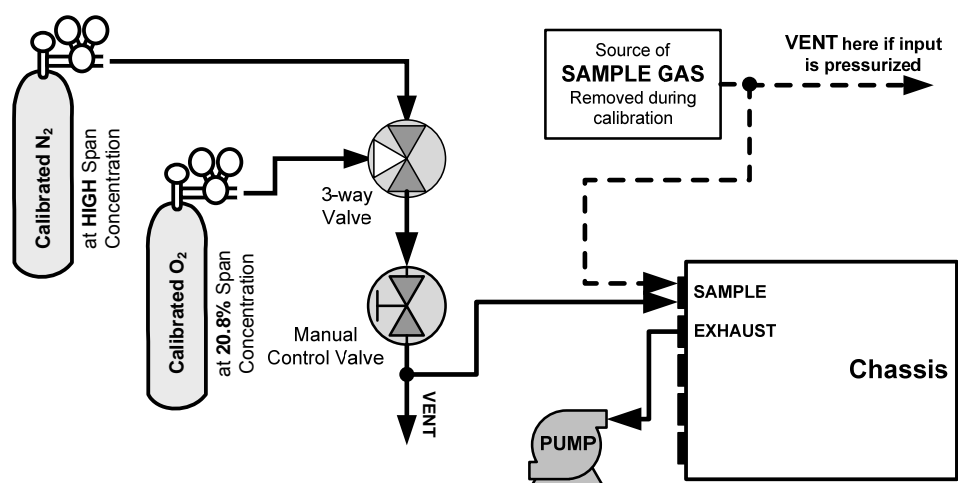 Calibrated N₂
at HIGH Span
Concentration
Calibrated O₂
at 20.8% Span
Concentration
3-way
Valve
Manual
Control Valve
VENT
Source of
SAMPLE GAS
Removed during
calibration
VENT here if input
is pressurized
SAMPLE
EXHAUST
Chassis
PUMP